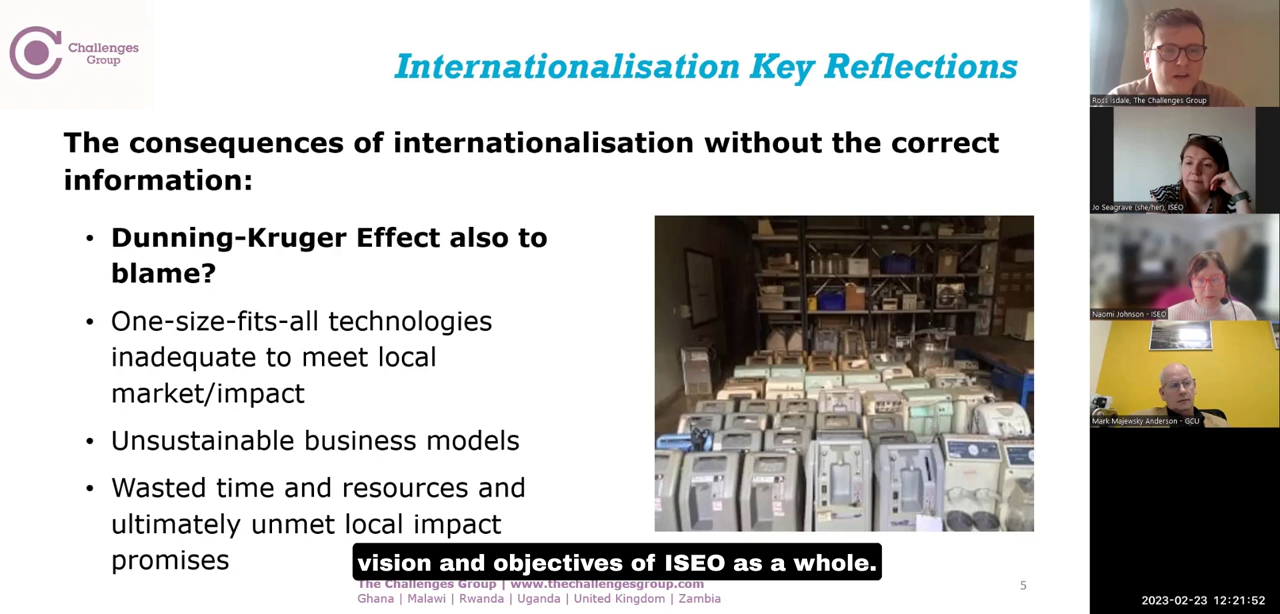 Challenges
Group
Internationalisation Key Reflections
The consequences of internationalisation without the correct
information:
• Dunning-Kruger Effect also to
blame?
• One-size-fits-all technologies
inadequate to meet local
market/impact
• Unsustainable business models
• Wasted time and resources and
ultimately unmet local impact
promises
vision and objectives of ISEO as a whole.
The Challenges Group | www.thechallengesgroup.com
Ghana | Malawi | Rwanda | Uganda | United Kingdom | Zambia
5
Ross Isdale, The Challenges Group
Jo Seagrave (she/her), ISEO
Naomi Johnson - ISEO
Mark Majewsky Anderson - GCU
2023-02-23 12:21:52